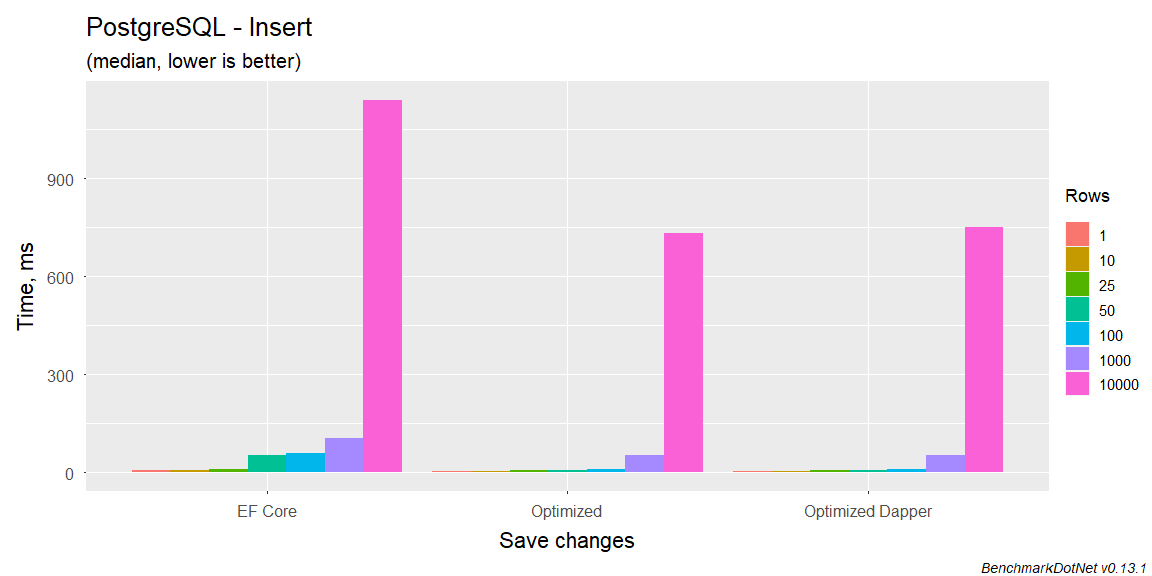 PostgreSQL - Insert
(median, lower is better)
Time, ms
900
600
300
0
EF Core
Optimized
Optimized Dapper
Save changes
Rows
1
10
25
50
100
1000
10000
BenchmarkDotNet v0.13.1